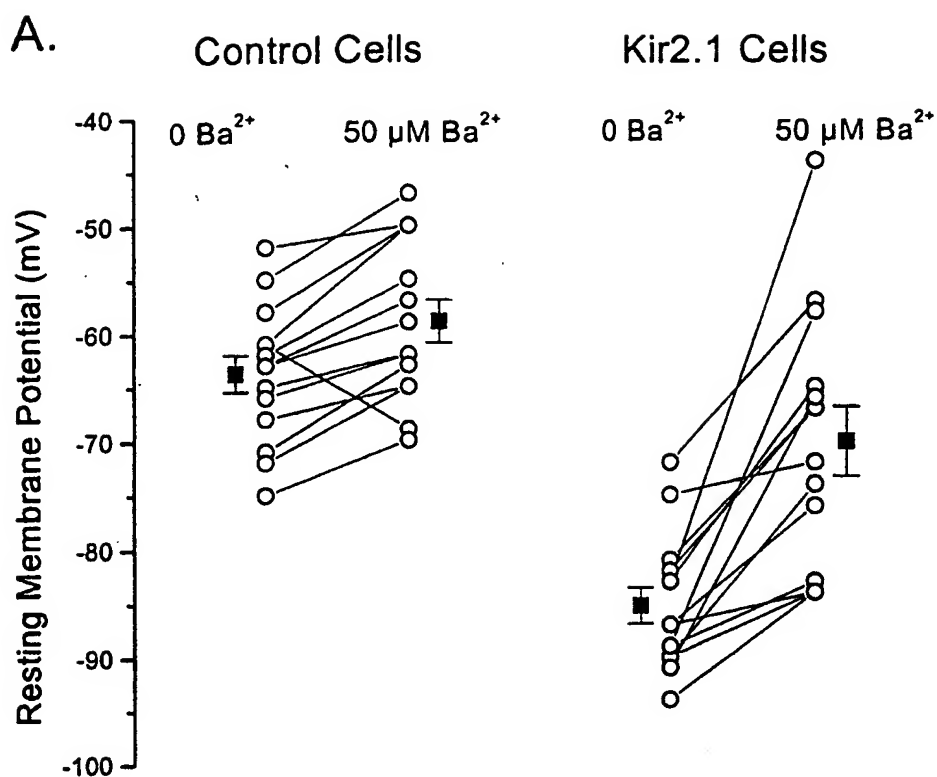 A.
Control Cells
Kir2.1 Cells
0 Ba²⁺
50 µM Ba²⁺
0 Ba²⁺
50 µM Ba²⁺
Resting Membrane Potential (mV)
-40
-50
-60
-70
-80
-90
-100